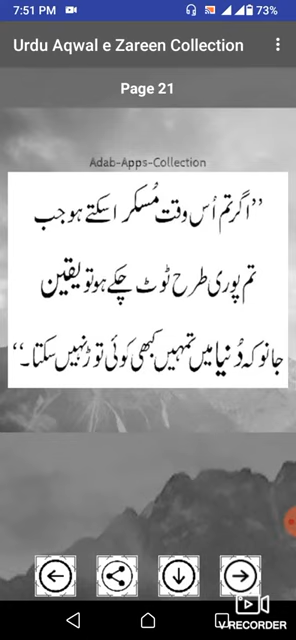 7:51 PM 73%
Urdu Aqwal e Zareen Collection
Page 21
Adab-Apps-Collection
’’اگر تم اُس وقت مُسکرا سکتے ہو جب
تم پوری طرح ٹوٹ چکے ہو تو یقین
جانو کہ دُنیا میں تمہیں کبھی کوئی توڑ نہیں سکتا۔‘‘
V RECORDER